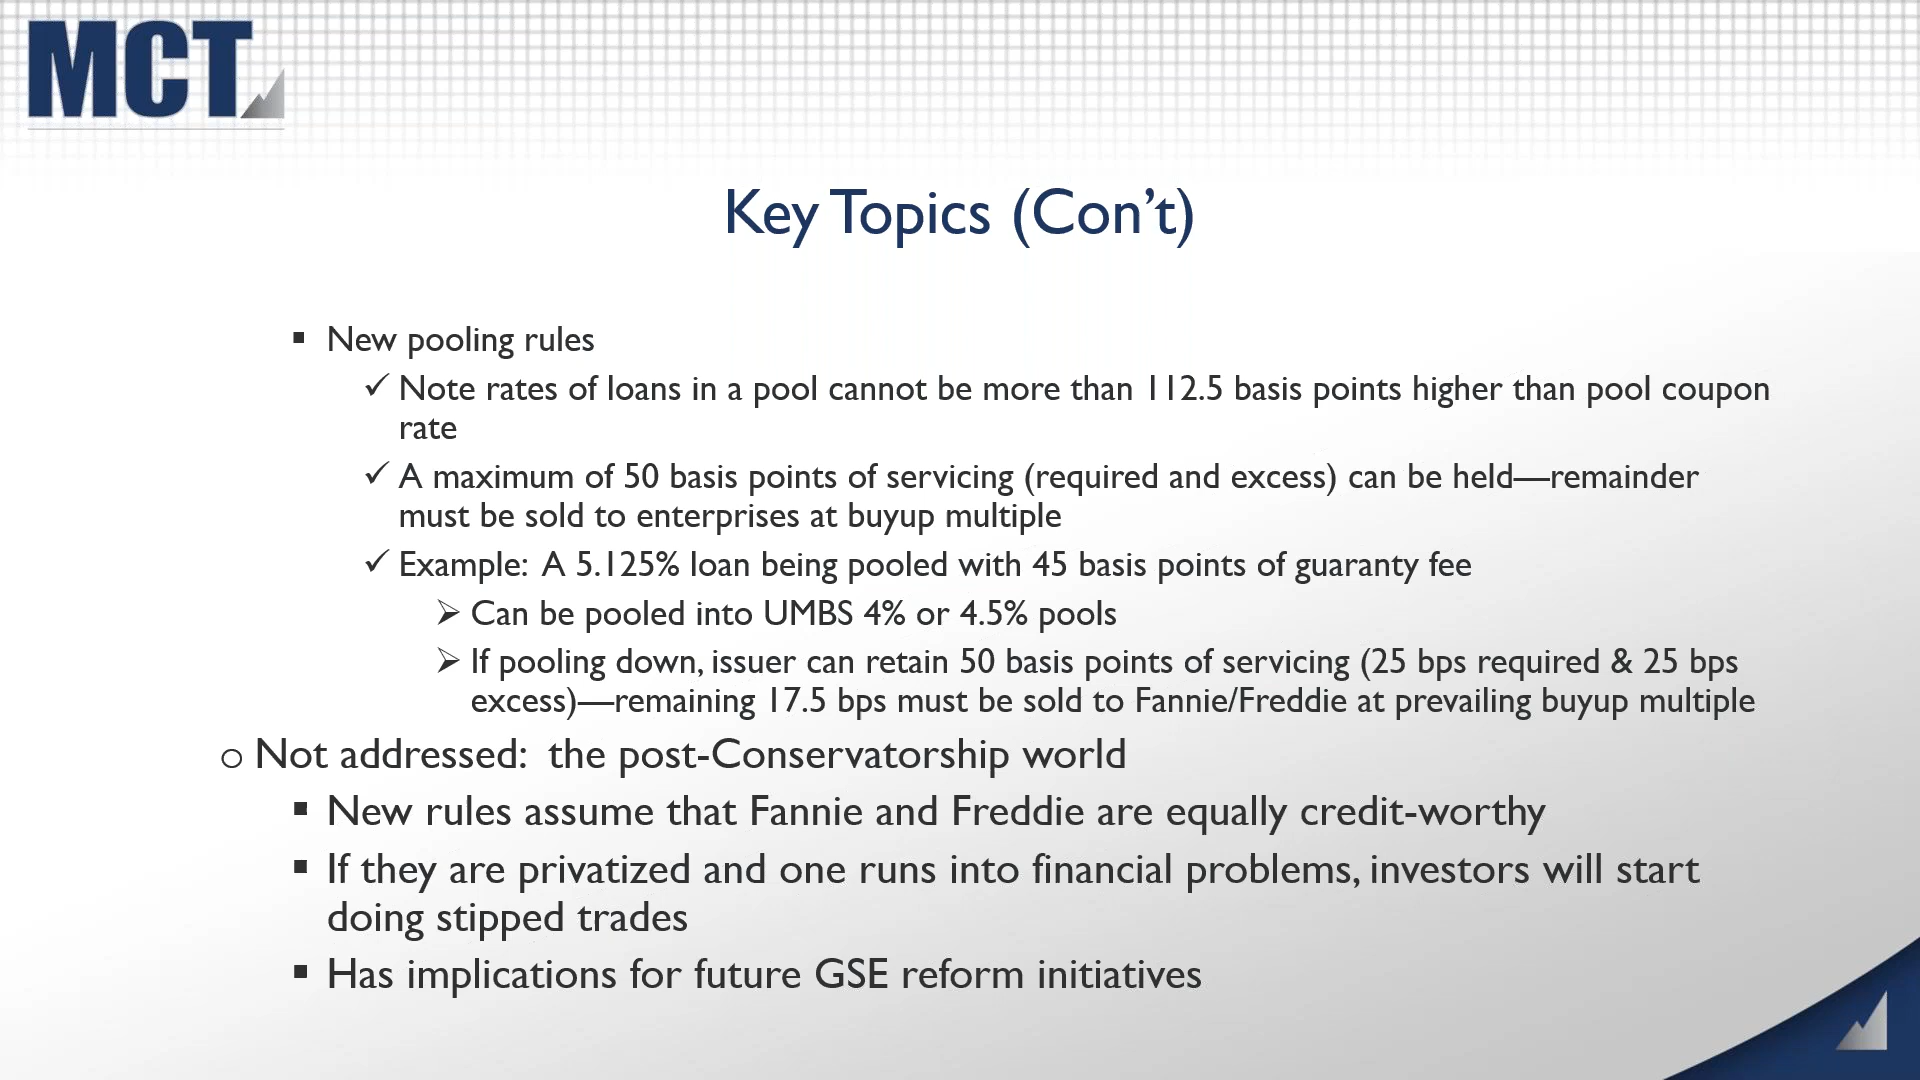 MCT
Key Topics (Con’t)
▪ New pooling rules
✓ Note rates of loans in a pool cannot be more than 112.5 basis points higher than pool coupon
rate
✓ A maximum of 50 basis points of servicing (required and excess) can be held—remainder
must be sold to enterprises at buyup multiple
✓ Example:  A 5.125% loan being pooled with 45 basis points of guaranty fee
➢ Can be pooled into UMBS 4% or 4.5% pools
➢ If pooling down, issuer can retain 50 basis points of servicing (25 bps required & 25 bps
excess)—remaining 17.5 bps must be sold to Fannie/Freddie at prevailing buyup multiple
o Not addressed:  the post-Conservatorship world
▪ New rules assume that Fannie and Freddie are equally credit-worthy
▪ If they are privatized and one runs into financial problems, investors will start
doing stipped trades
▪ Has implications for future GSE reform initiatives